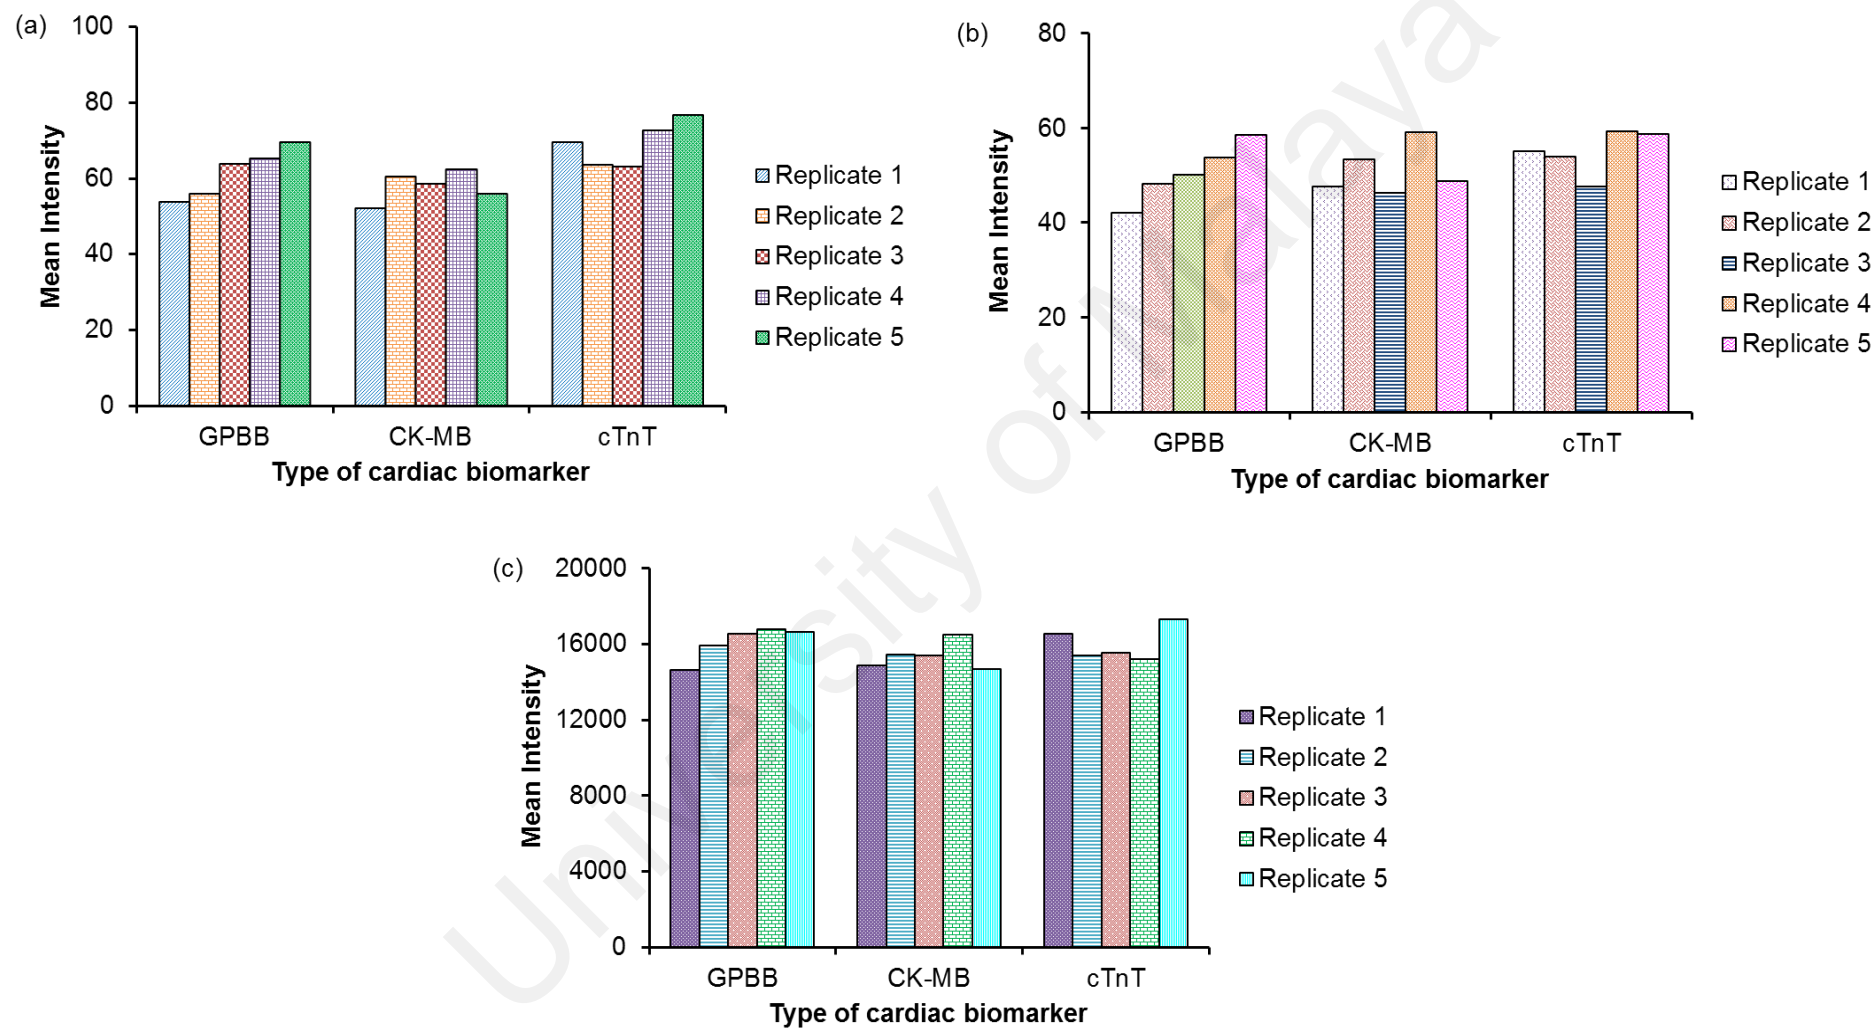 (a)
100
80
60
40
20
0
Mean Intensity
GPBB
CK-MB
cTnT
Type of cardiac biomarker
Replicate 1
Replicate 2
Replicate 3
Replicate 4
Replicate 5
(b)
80
60
40
20
0
Mean Intensity
GPBB
CK-MB
cTnT
Type of cardiac biomarker
Replicate 1
Replicate 2
Replicate 3
Replicate 4
Replicate 5
(c)
20000
16000
12000
8000
4000
0
Mean Intensity
GPBB
CK-MB
cTnT
Type of cardiac biomarker
Replicate 1
Replicate 2
Replicate 3
Replicate 4
Replicate 5
University of Malaya